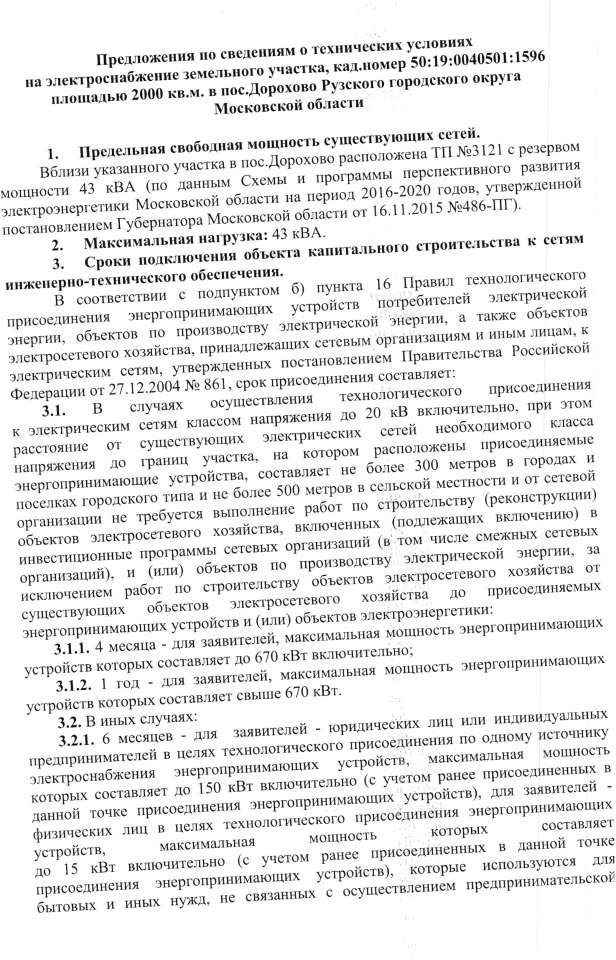 Предложения по сведениям о технических условиях
на электроснабжение земельного участка, кад.номер 50:19:0040501:1596
площадью 2000 кв.м. в пос.Дорохово Рузского городского округа
Московской области
1. Предельная свободная мощность существующих сетей.
Вблизи указанного участка в пос.Дорохово расположена ТП №3121 с резервом
мощности 43 кВА (по данным Схемы и программы перспективного развития
электроэнергетики Московской области на период 2016-2020 годов, утвержденной
постановлением Губернатора Московской области от 16.11.2015 №486-ПГ).
2. Максимальная нагрузка: 43 кВА.
3. Сроки подключения объекта капитального строительства к сетям
инженерно-технического обеспечения.
В соответствии с подпунктом б) пункта 16 Правил технологического
присоединения энергопринимающих устройств потребителей электрической
энергии, объектов по производству электрической энергии, а также объектов
электросетевого хозяйства, принадлежащих сетевым организациям и иным лицам, к
электрическим сетям, утвержденных постановлением Правительства Российской
Федерации от 27.12.2004 № 861, срок присоединения составляет:
3.1. В случаях осуществления технологического присоединения
к электрическим сетям классом напряжения до 20 кВ включительно, при этом
расстояние от существующих электрических сетей необходимого класса
напряжения до границ участка, на котором расположены присоединяемые
энергопринимающие устройства, составляет не более 300 метров в городах и
поселках городского типа и не более 500 метров в сельской местности и от сетевой
организации не требуется выполнение работ по строительству (реконструкции)
объектов электросетевого хозяйства, включенных (подлежащих включению) в
инвестиционные программы сетевых организаций (в том числе смежных сетевых
организаций), и (или) объектов по производству электрической энергии, за
исключением работ по строительству объектов электросетевого хозяйства от
существующих объектов электросетевого хозяйства до присоединяемых
энергопринимающих устройств и (или) объектов электроэнергетики:
3.1.1. 4 месяца - для заявителей, максимальная мощность энергопринимающих
устройств которых составляет до 670 кВт включительно;
3.1.2. 1 год - для заявителей, максимальная мощность энергопринимающих
устройств которых составляет свыше 670 кВт.
3.2. В иных случаях:
3.2.1. 6 месяцев - для заявителей - юридических лиц или индивидуальных
предпринимателей в целях технологического присоединения по одному источнику
электроснабжения энергопринимающих устройств, максимальная мощность
которых составляет до 150 кВт включительно (с учетом ранее присоединенных в
данной точке присоединения энергопринимающих устройств), для заявителей -
физических лиц в целях технологического присоединения энергопринимающих
устройств, максимальная мощность которых составляет
до 15 кВт включительно (с учетом ранее присоединенных в данной точке
присоединения энергопринимающих устройств), которые используются для
бытовых и иных нужд, не связанных с осуществлением предпринимательской